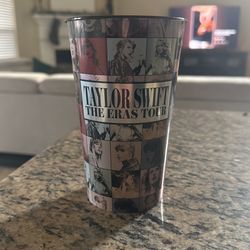 TAYLOR SWIFT
THE ERAS TOUR